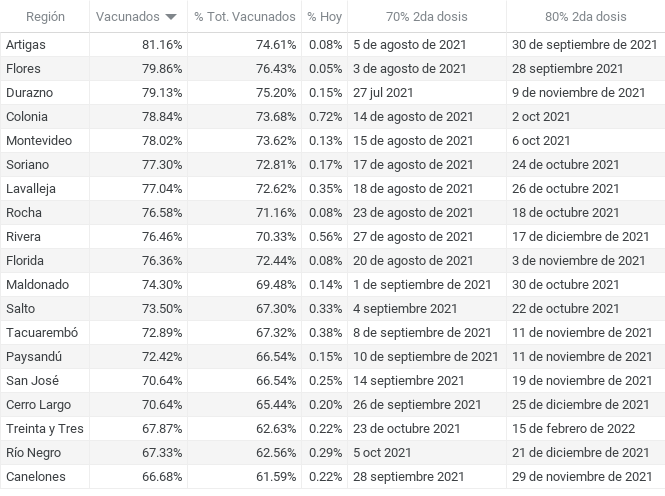 Región Vacunados % Tot. Vacunados % Hoy 70% 2da dosis 80% 2da dosis
Artigas 81.16% 74.61% 0.08% 5 de agosto de 2021 30 de septiembre de 2021
Flores 79.86% 76.43% 0.05% 3 de agosto de 2021 28 septiembre 2021
Durazno 79.13% 75.20% 0.15% 27 jul 2021 9 de noviembre de 2021
Colonia 78.84% 73.68% 0.72% 14 de agosto de 2021 2 oct 2021
Montevideo 78.02% 73.62% 0.13% 15 de agosto de 2021 6 oct 2021
Soriano 77.30% 72.81% 0.17% 17 de agosto de 2021 24 de octubre 2021
Lavalleja 77.04% 72.62% 0.35% 18 de agosto de 2021 26 de octubre 2021
Rocha 76.58% 71.16% 0.08% 23 de agosto de 2021 18 de octubre 2021
Rivera 76.46% 70.33% 0.56% 27 de agosto de 2021 17 de diciembre de 2021
Florida 76.36% 72.44% 0.08% 20 de agosto de 2021 3 de noviembre de 2021
Maldonado 74.30% 69.48% 0.14% 1 de septiembre de 2021 30 de octubre 2021
Salto 73.50% 67.30% 0.33% 4 septiembre 2021 22 de octubre 2021
Tacuarembó 72.89% 67.32% 0.38% 8 de septiembre de 2021 11 de noviembre de 2021
Paysandú 72.42% 66.54% 0.15% 10 de septiembre de 2021 11 de noviembre de 2021
San José 70.64% 66.54% 0.25% 14 septiembre 2021 19 de noviembre de 2021
Cerro Largo 70.64% 65.44% 0.20% 26 de septiembre 2021 25 de diciembre de 2021
Treinta y Tres 67.87% 62.63% 0.22% 23 de octubre 2021 15 de febrero de 2022
Río Negro 67.33% 62.56% 0.29% 5 oct 2021 21 de diciembre de 2021
Canelones 66.68% 61.59% 0.22% 28 septiembre 2021 29 de noviembre de 2021